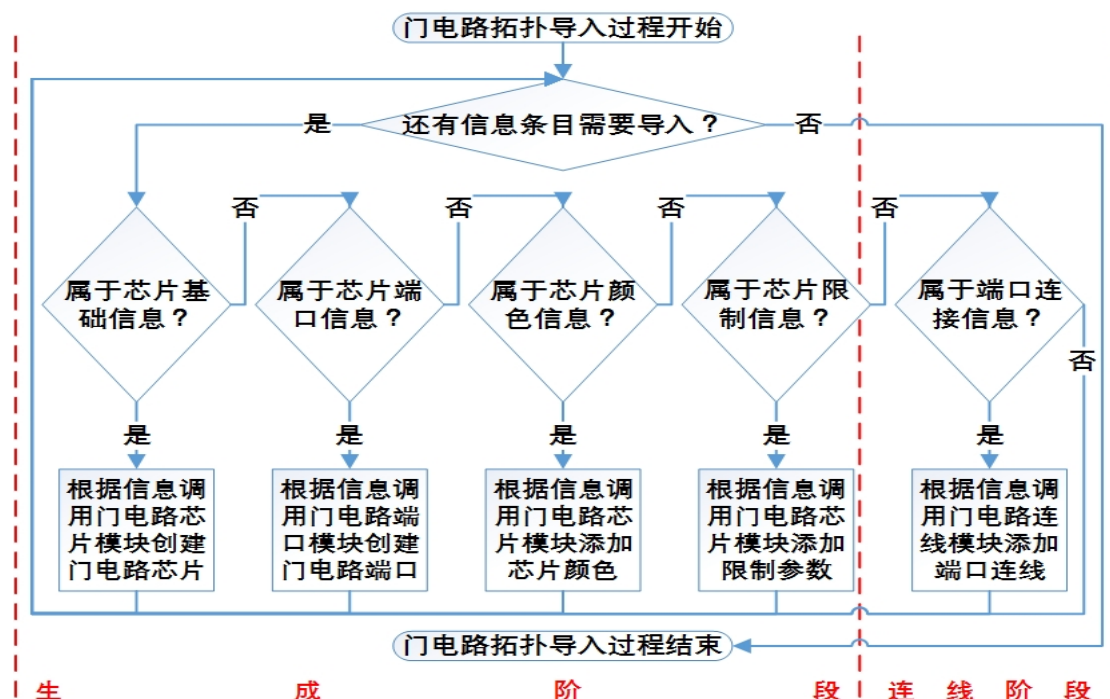 门电路拓扑导入过程开始
是
还有信息条目需要导入？
否
否
否
否
否
属于芯片基
础信息？
属于芯片端
口信息？
属于芯片颜
色信息？
属于芯片限
制信息？
属于端口连
接信息？
否
是
是
是
是
是
根据信息调
用门电路芯
片模块创建
门电路芯片
根据信息调
用门电路端
口模块创建
门电路端口
根据信息调
用门电路芯
片模块添加
芯片颜色
根据信息调
用门电路芯
片模块添加
限制参数
根据信息调
用门电路连
线模块添加
端口连线
门电路拓扑导入过程结束
生成阶段
连线阶段